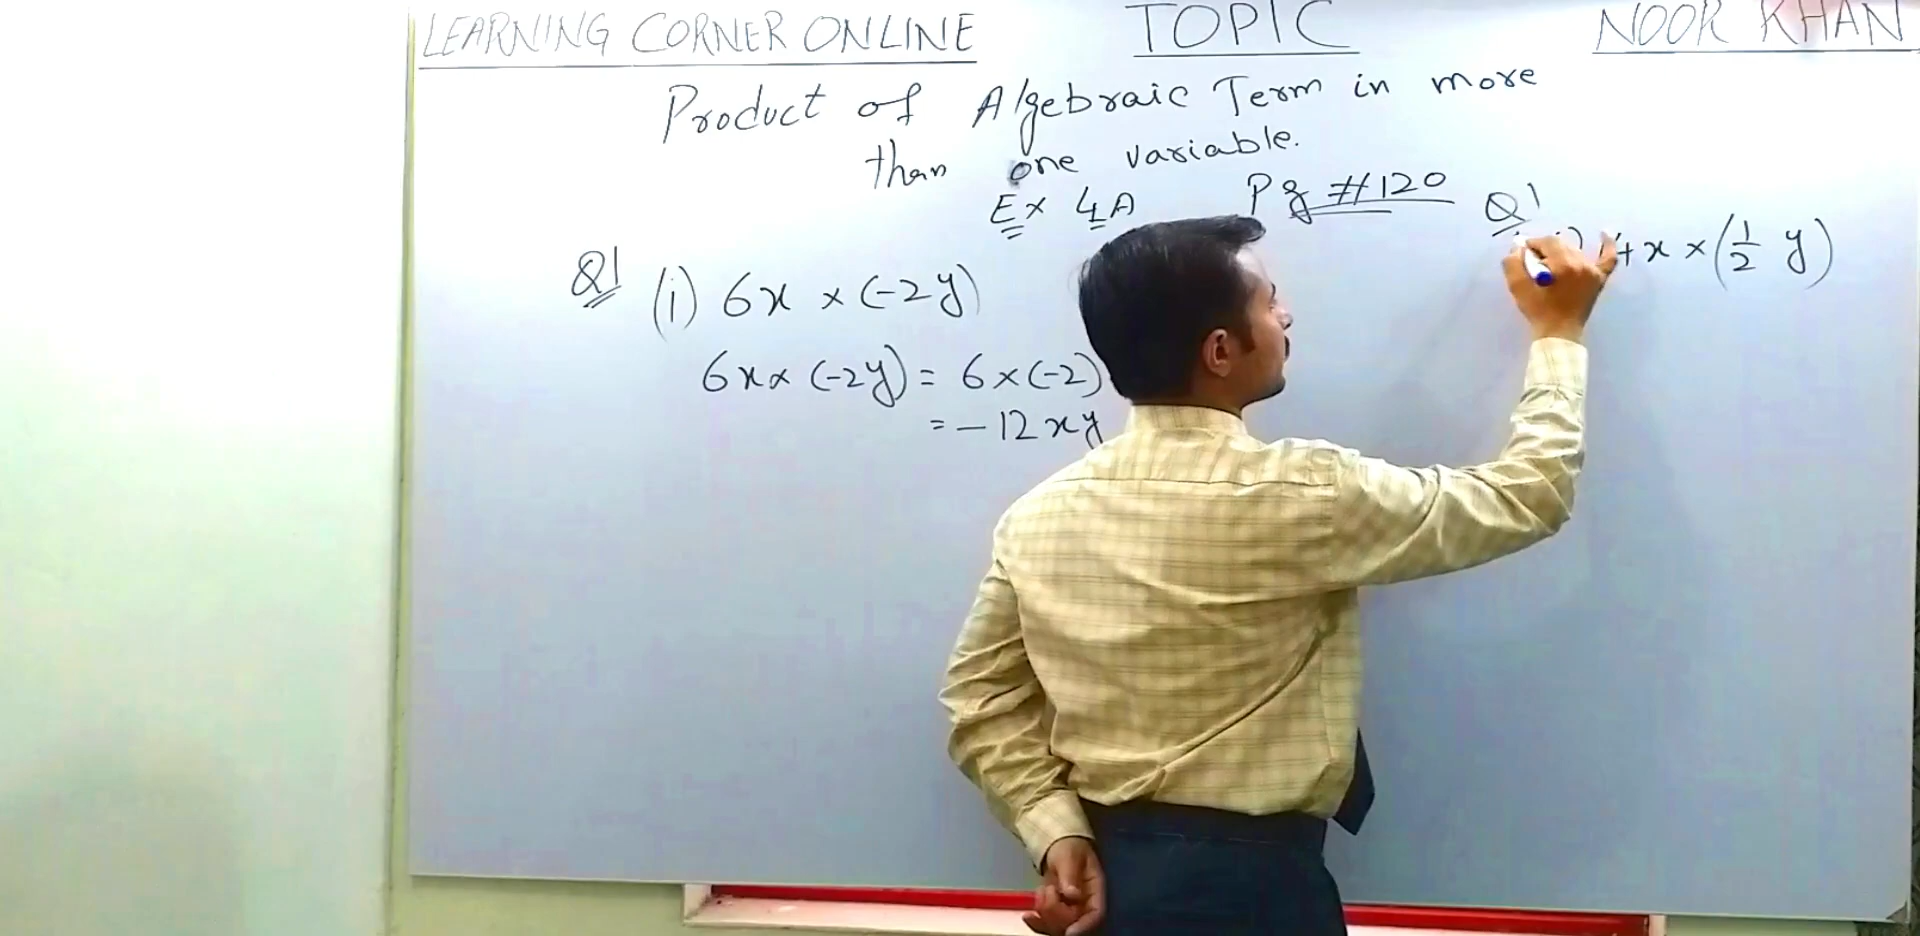 LEARNING CORNER ONLINE TOPIC NOOR KHAN
Product of Algebraic Term in more
than one variable.
Ex 4A Pg #120
Q1 (i) 6x × (-2y)
6x × (-2y) = 6 × (-2)
= -12xy
Q1
4x × (1/2 y)